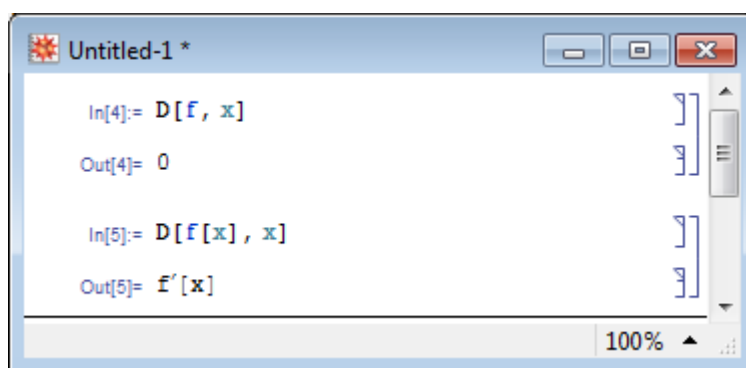 Untitled-1 *
In[4]:= D[f, x]
Out[4]= 0
In[5]:= D[f[x], x]
Out[5]= f′[x]
100%